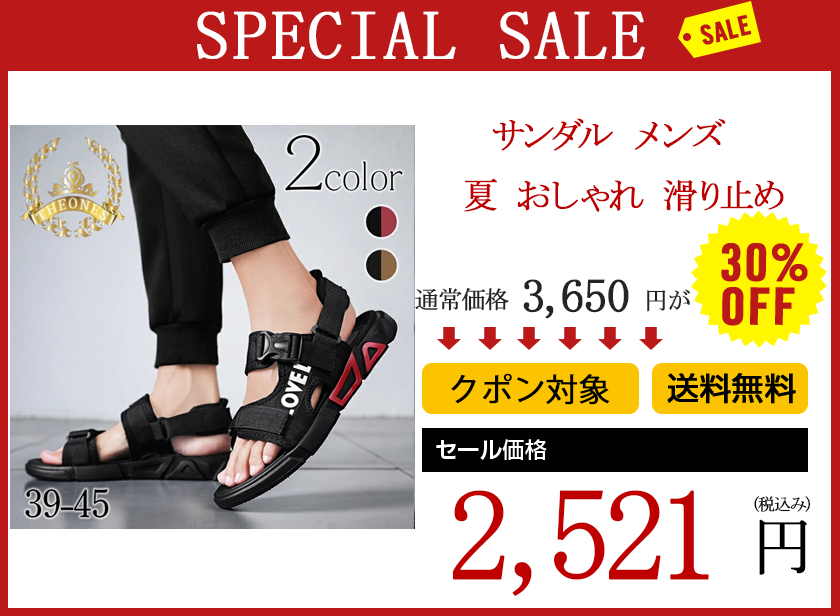 SPECIAL SALE
SALE
THEONES
2color
サンダル メンズ
夏 おしゃれ 滑り止め
30%
OFF
通常価格 3,650 円が
クポン対象
送料無料
セール価格
2,521
(税込み)
円
LOVE
39-45